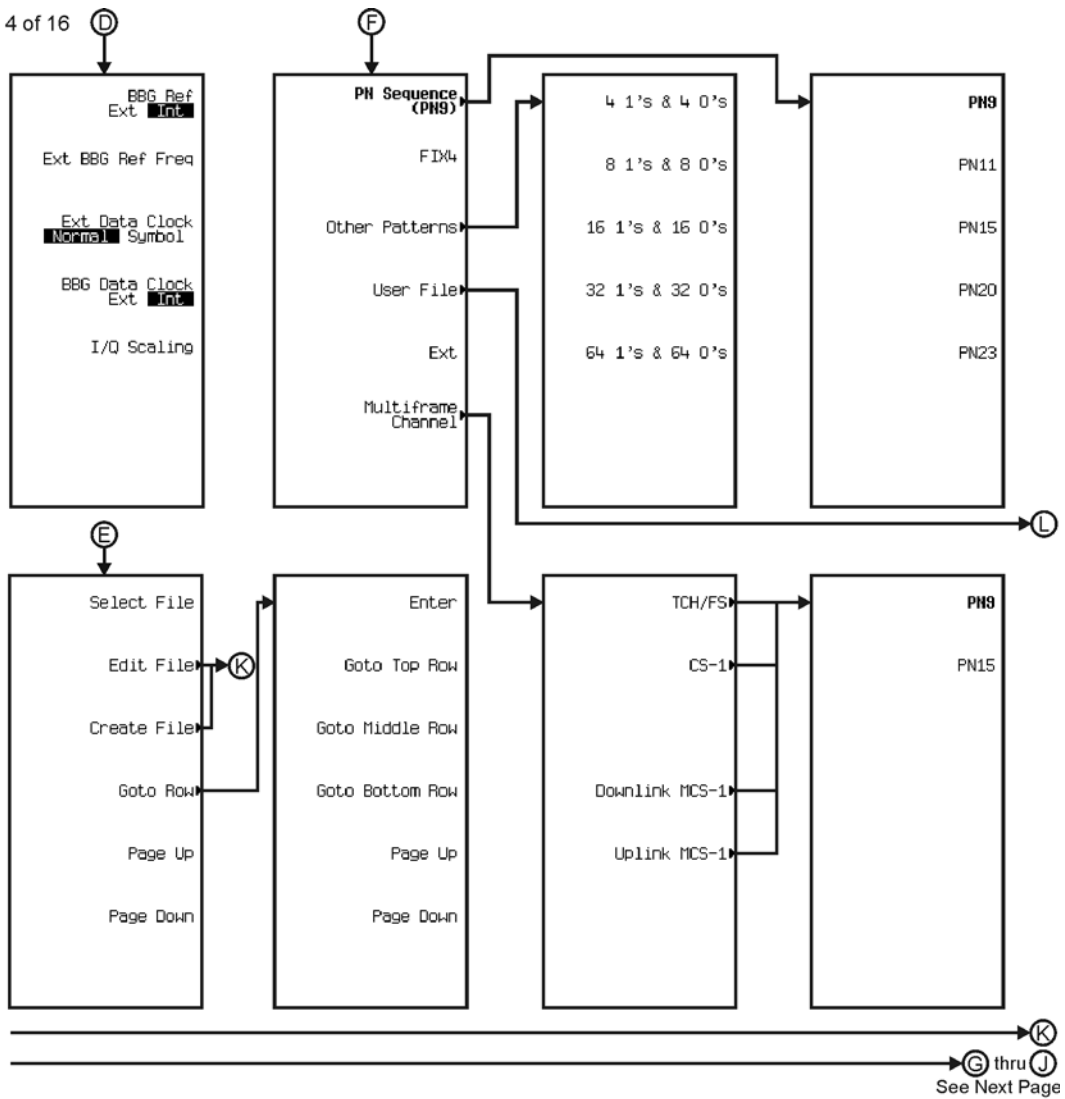 4 of 16
D
F
BBG Ref
Ext Int
Ext BBG Ref Freq
Ext Data Clock
Normal Symbol
BBG Data Clock
Ext Int
I/Q Scaling
PN Sequence
(PN9)
FIX4
Other Patterns
User File
Ext
Multiframe
Channel
4 1's & 4 0's
8 1's & 8 0's
16 1's & 16 0's
32 1's & 32 0's
64 1's & 64 0's
PN9
PN11
PN15
PN20
PN23
L
E
Select File
Edit File
K
Create File
Goto Row
Page Up
Page Down
Enter
Goto Top Row
Goto Middle Row
Goto Bottom Row
Page Up
Page Down
TCH/FS
CS-1
Downlink MCS-1
Uplink MCS-1
PN9
PN15
K
G thru J
See Next Page